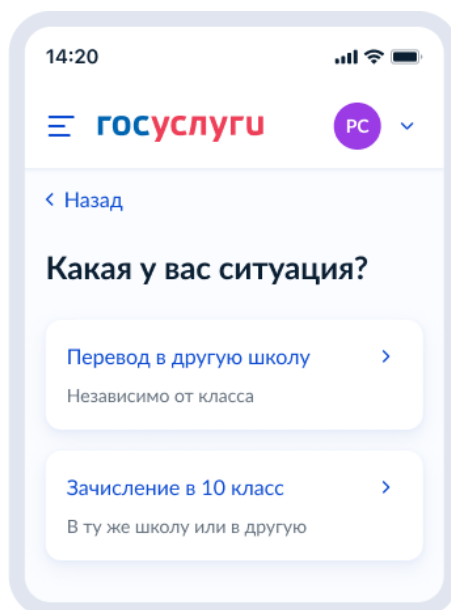 14:20
госуслуги
РС
Назад
Какая у вас ситуация?
Перевод в другую школу
Независимо от класса
Зачисление в 10 класс
В ту же школу или в другую